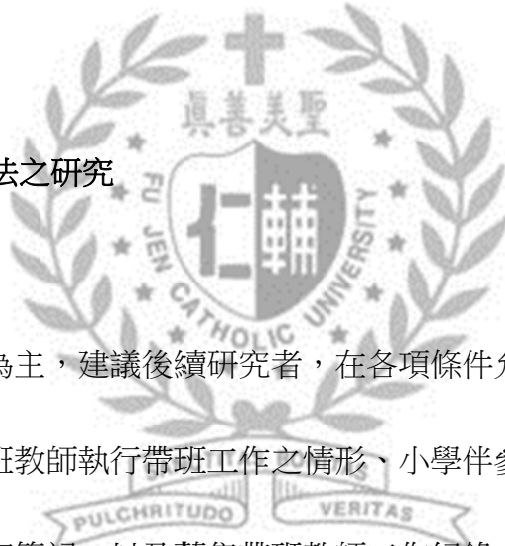 真善美聖
法之研究
FU JEN CATHOLIC UNIVERSITY
仁輔
為主，建議後續研究者，在各項條件允
班教師執行帶班工作之情形、小學伴參
PULCHRITUDO VERITAS